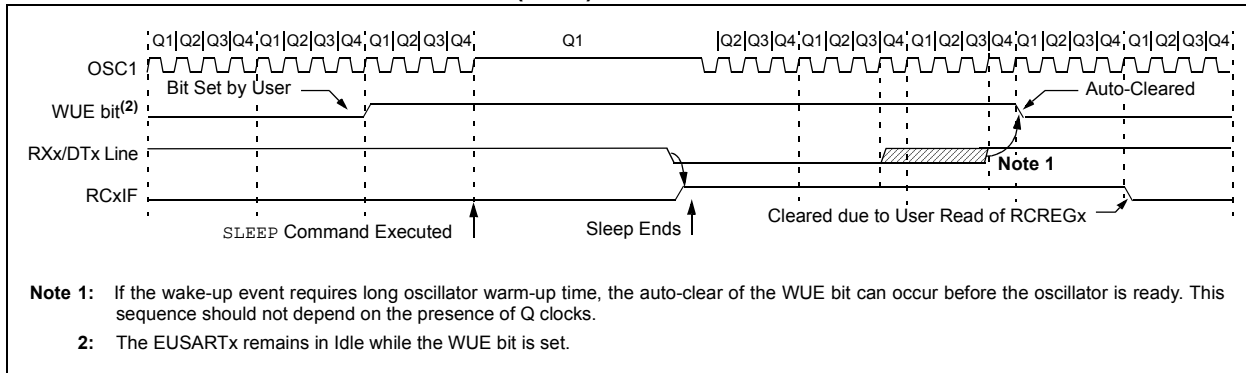 Q1 Q2 Q3 Q4 Q1 Q2 Q3 Q4 Q1 Q2 Q3 Q4 Q1 Q2 Q3 Q4 Q1 Q2 Q3 Q4 Q1 Q2 Q3 Q4 Q1 Q2 Q3 Q4
OSC1
Bit Set by User
Auto-Cleared
WUE bit(2)
RXx/DTx Line
Note 1
RCxIF
SLEEP Command Executed
Sleep Ends
Cleared due to User Read of RCREGx
Note 1: If the wake-up event requires long oscillator warm-up time, the auto-clear of the WUE bit can occur before the oscillator is ready. This
sequence should not depend on the presence of Q clocks.
2: The EUSARTx remains in Idle while the WUE bit is set.